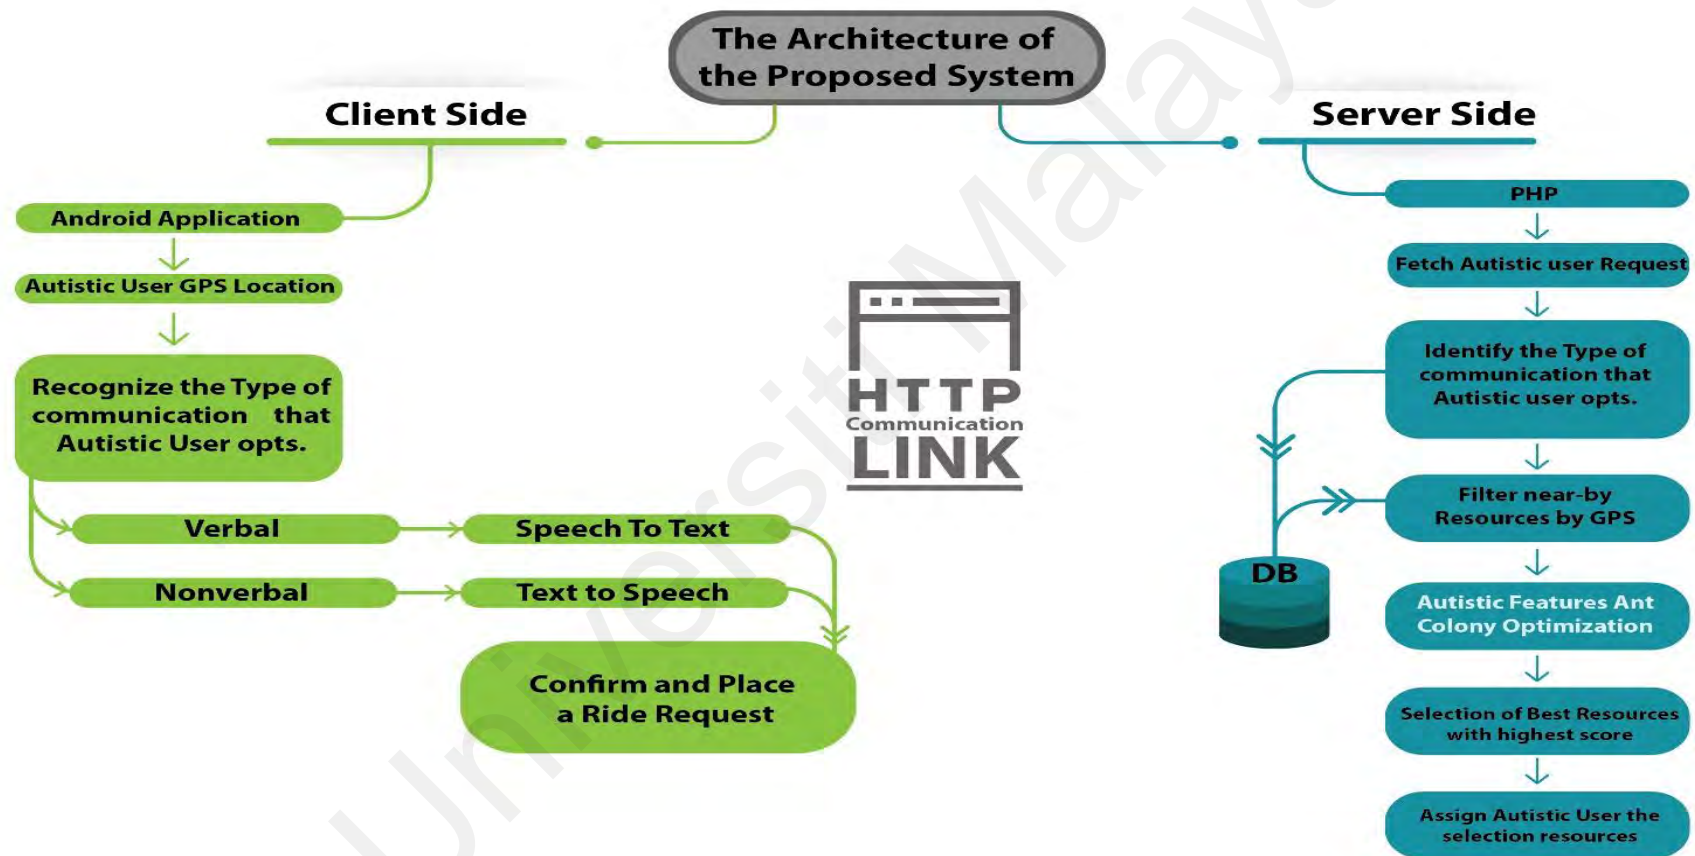 The Architecture of
the Proposed System
Client Side
Android Application
Autistic User GPS Location
Recognize the Type of
communication that
Autistic User opts.
Verbal
Speech To Text
Nonverbal
Text to Speech
Confirm and Place
a Ride Request
HTTP
Communication
LINK
Server Side
PHP
Fetch Autistic user Request
Identify the Type of
communication that
Autistic user opts.
Filter near-by
Resources by GPS
DB
Autistic Features Ant
Colony Optimization
Selection of Best Resources
with highest score
Assign Autistic User the
selection resources
Universiti Malaya